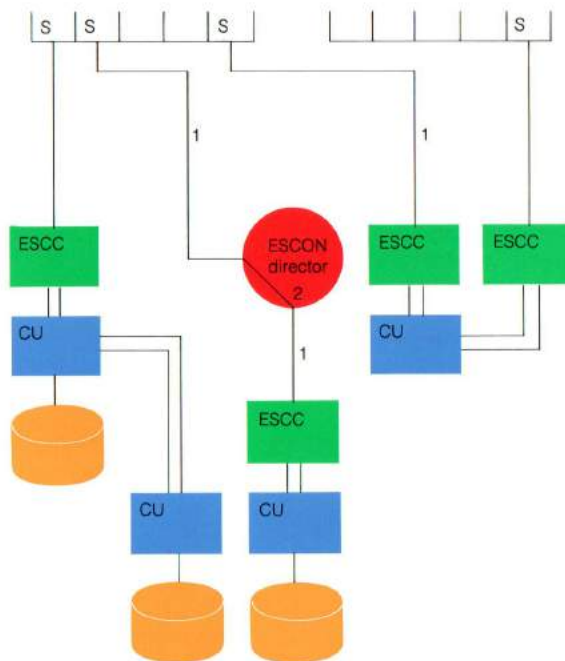 S S S S
1 1
ESCC
ESCON
director
2
ESCC
ESCC
CU
CU
1
ESCC
CU
CU